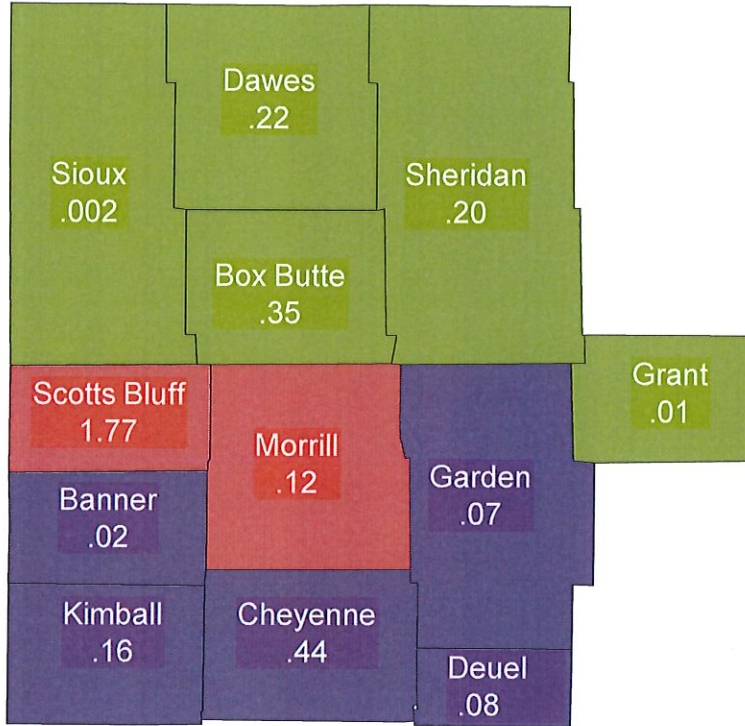 Dawes
.22
Sioux
.002
Sheridan
.20
Box Butte
.35
Grant
.01
Scotts Bluff
1.77
Morrill
.12
Garden
.07
Banner
.02
Kimball
.16
Cheyenne
.44
Deuel
.08